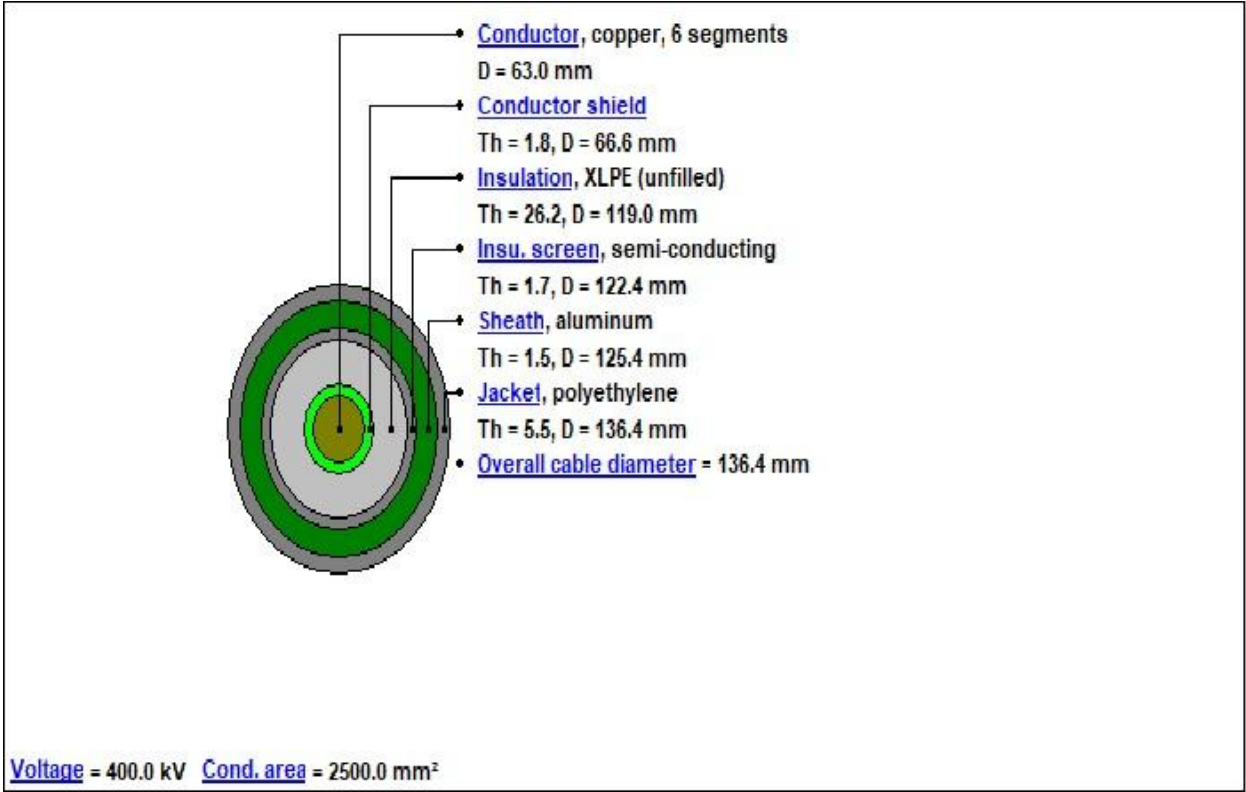 Conductor, copper, 6 segments
D = 63.0 mm
Conductor shield
Th = 1.8, D = 66.6 mm
Insulation, XLPE (unfilled)
Th = 26.2, D = 119.0 mm
Insu. screen, semi-conducting
Th = 1.7, D = 122.4 mm
Sheath, aluminum
Th = 1.5, D = 125.4 mm
Jacket, polyethylene
Th = 5.5, D = 136.4 mm
Overall cable diameter = 136.4 mm
Voltage = 400.0 kV Cond. area = 2500.0 mm²